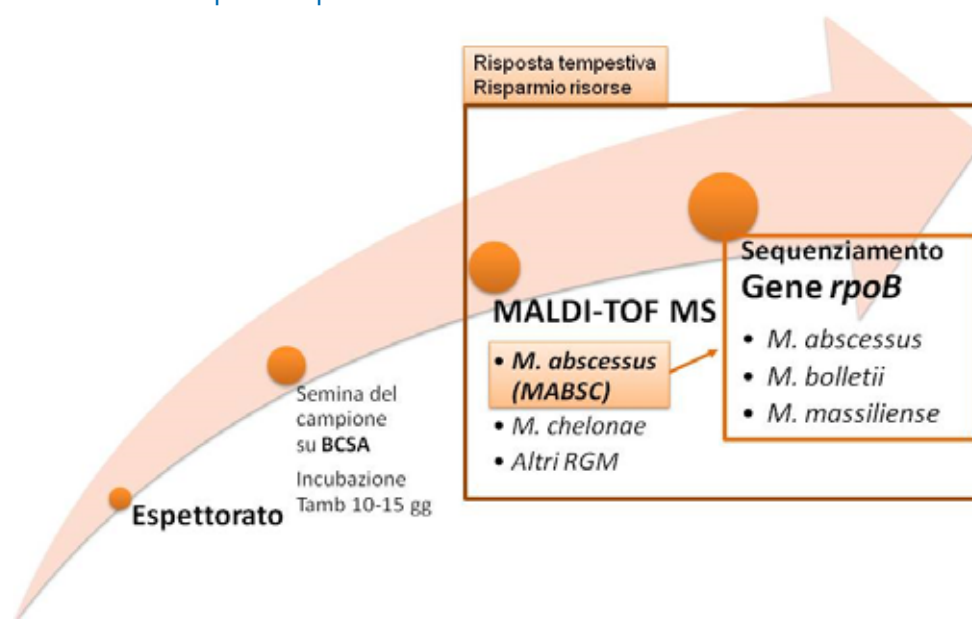 Risposta tempestiva
Risparmio risorse
Espettorato
Semina del
campione
su BCSA
Incubazione
Tamb 10-15 gg
MALDI-TOF MS
• M. abscessus
(MABSC)
• M. chelonae
• Altri RGM
Sequenziamento
Gene rpoB
• M. abscessus
• M. bolletii
• M. massiliense